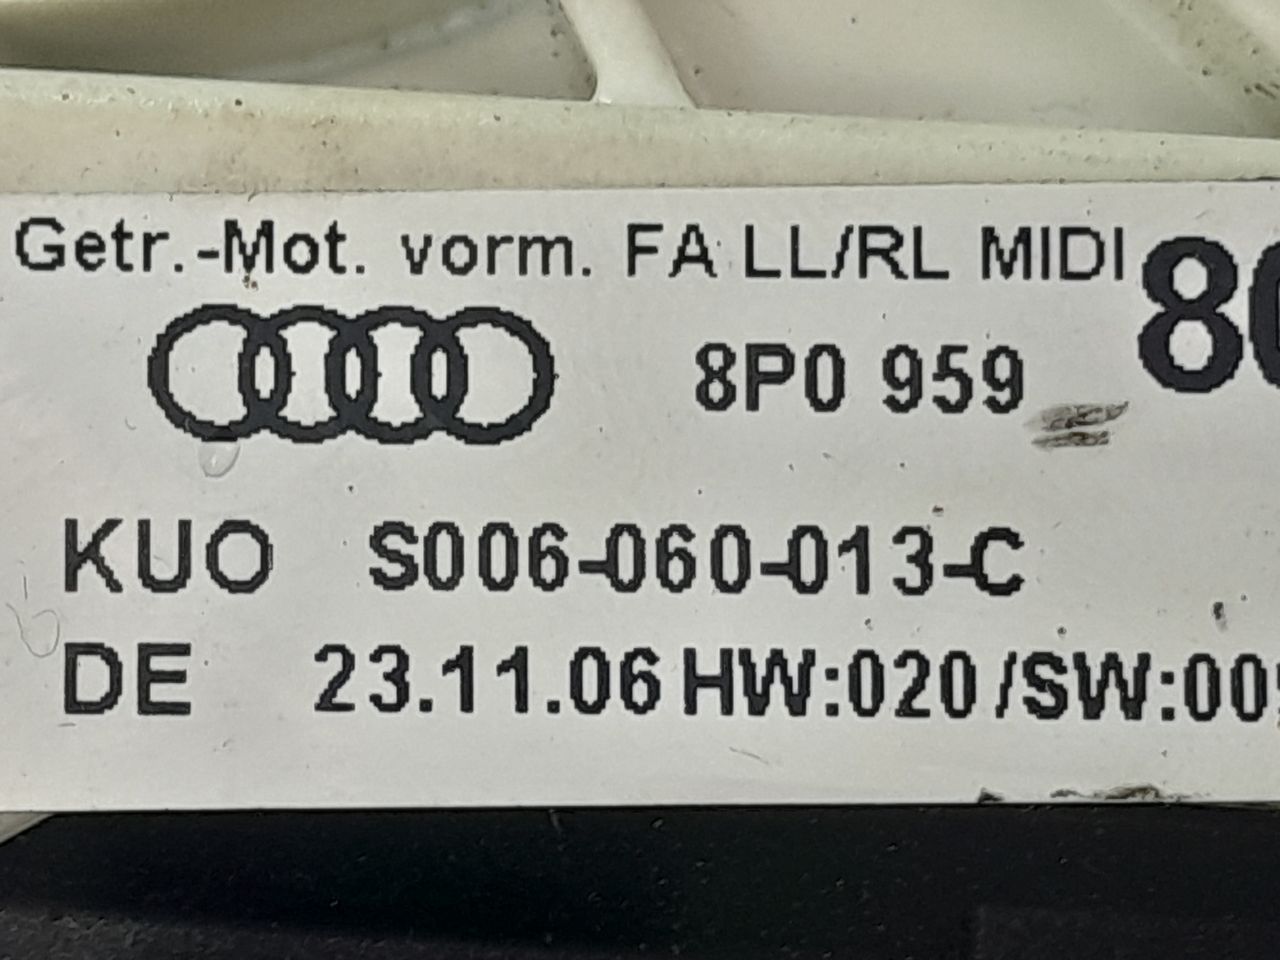 Getr.-Mot. vorm. FA LL/RL MIDI
8P0 959
KUO S006-060-013-C
DE 23.11.06 HW:020/SW:00